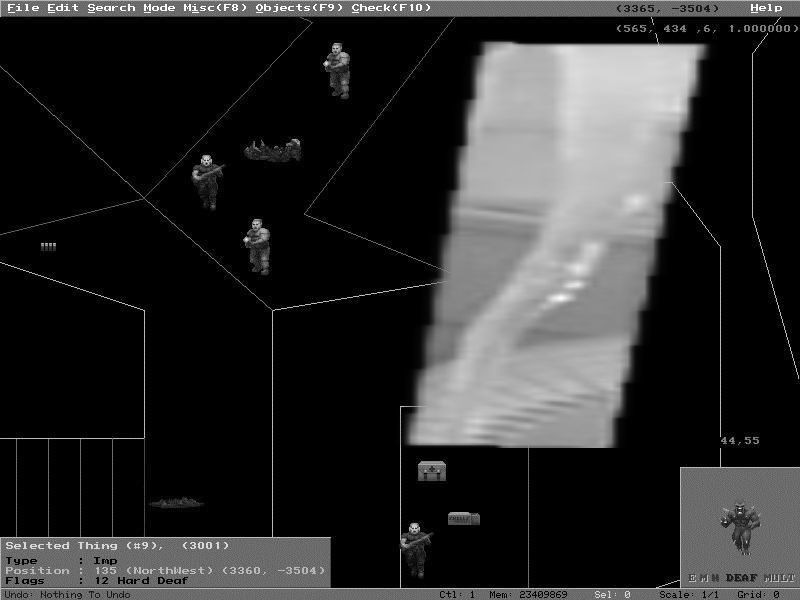 File Edit Search Mode Misc(F8) Objects(F9) Check(F10) (3365, -3504) Help
(565, 434 ,6, 1.000000)
44,55
Selected Thing (#9), (3001)
Type : Imp
Position : 135 (NorthWest) (3360, -3504)
Flags : 12 Hard Deaf
E M H DEAF MULT
Undo: Nothing To Undo Ctl: 1 Mem: 23409869 Sel: 0 Scale: 1/1 Grid: 0